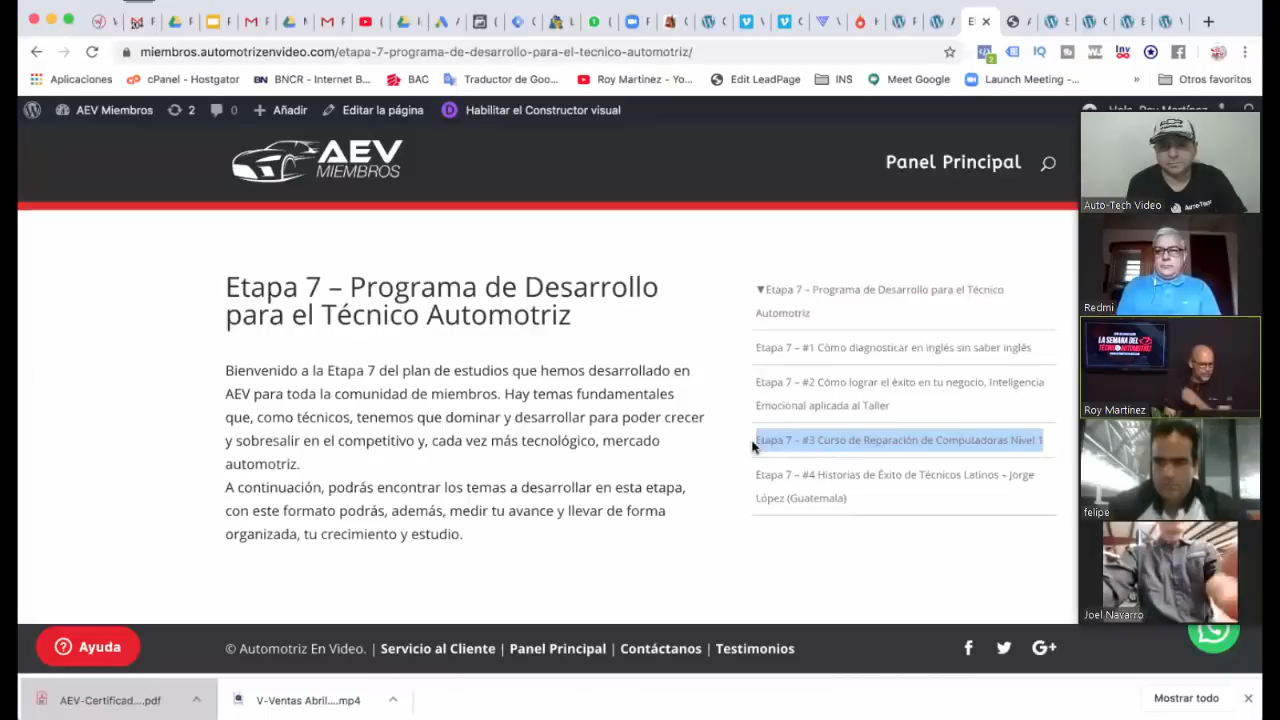 miembros.automotrizenvideo.com/etapa-7-programa-de-desarrollo-para-el-tecnico-automotriz/
Aplicaciones
cPanel - Hostgator
BNCR - Internet B...
BAC
Traductor de Goo...
Roy Martinez - Yo...
Edit LeadPage
INS
Meet Google
Launch Meeting -...
»
Otros favoritos
AEV Miembros
2
0
Añadir
Editar la página
Habilitar el Constructor visual
Hola, Roy Martínez
AEV
MIEMBROS
Panel Principal
Etapa 7 – Programa de Desarrollo
para el Técnico Automotriz
Bienvenido a la Etapa 7 del plan de estudios que hemos desarrollado en
AEV para toda la comunidad de miembros. Hay temas fundamentales
que, como técnicos, tenemos que dominar y desarrollar para poder crecer
y sobresalir en el competitivo y, cada vez más tecnológico, mercado
automotriz.
A continuación, podrás encontrar los temas a desarrollar en esta etapa,
con este formato podrás, además, medir tu avance y llevar de forma
organizada, tu crecimiento y estudio.
▼Etapa 7 – Programa de Desarrollo para el Técnico
Automotriz
Etapa 7 – #1 Cómo diagnosticar en inglés sin saber inglés
Etapa 7 – #2 Cómo lograr el éxito en tu negocio, Inteligencia
Emocional aplicada al Taller
Etapa 7 – #3 Curso de Reparación de Computadoras Nivel 1
Etapa 7 – #4 Historias de Éxito de Técnicos Latinos – Jorge
López (Guatemala)
Auto-Tech Video
Redmi
LA SEMANA DEL
TÉCNICO AUTOMOTRIZ
Roy Martinez
felipe
Joel Navarro
Ayuda
© Automotriz En Video. | Servicio al Cliente | Panel Principal | Contáctanos | Testimonios
AEV-Certificad....pdf
V-Ventas Abril....mp4
Mostrar todo